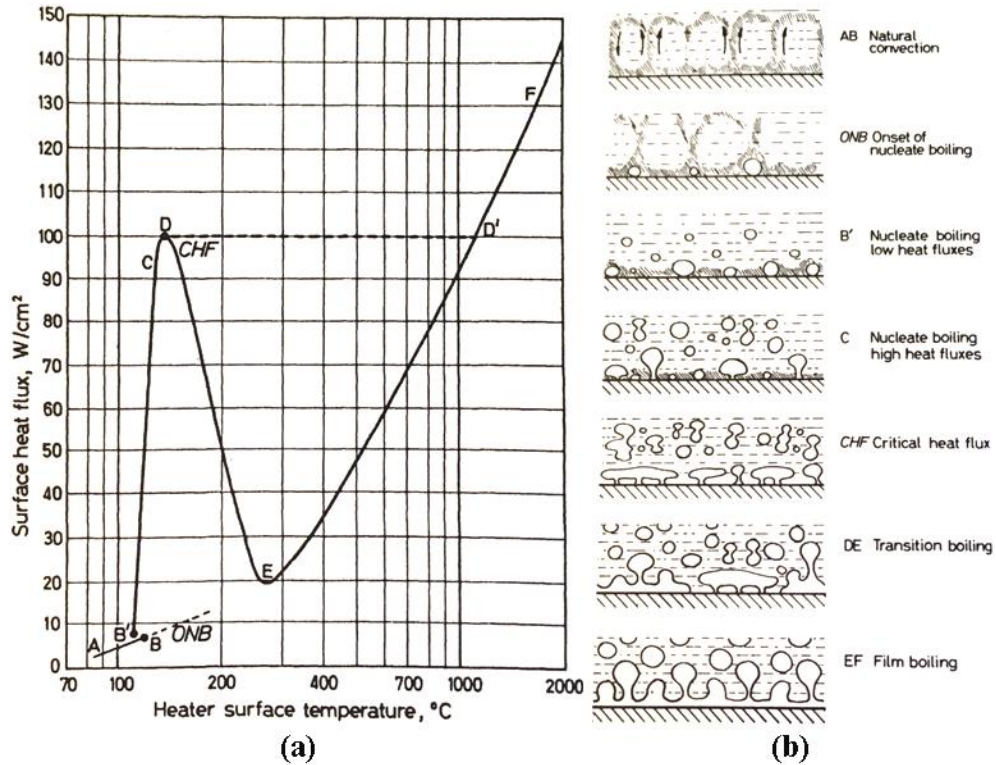 150
140
130
120
110
100
90
80
70
60
50
40
30
20
10
0
Surface heat flux, W/cm²
70
100
200
400
1000
2000
Heater surface temperature, °C
A
B'
B
ONB
C
D
CHF
D'
E
F
(a)
AB Natural
convection
ONB Onset of
nucleate boiling
B' Nucleate boiling
low heat fluxes
C Nucleate boiling
high heat fluxes
CHF Critical heat flux
DE Transition boiling
EF Film boiling
(b)